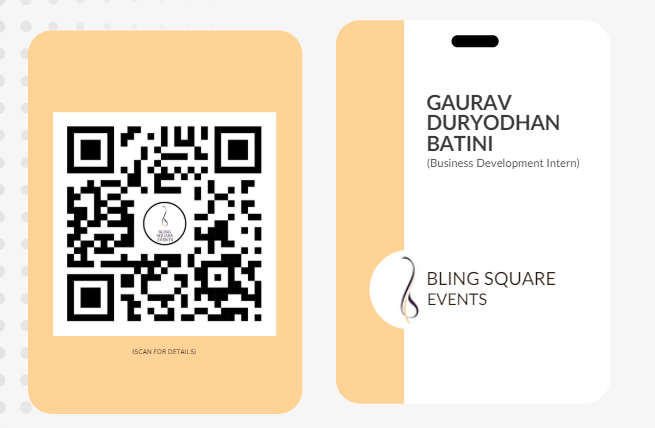 BLING
SQUARE
EVENTS
(SCAN FOR DETAILS)
GAURAV
DURYODHAN
BATINI
(Business Development Intern)
BLING SQUARE
EVENTS